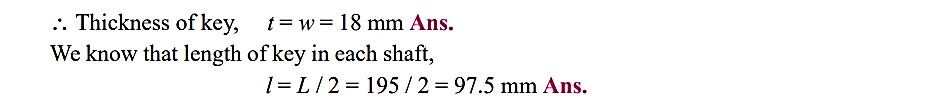 ∴ Thickness of key, t = w = 18 mm Ans.
We know that length of key in each shaft,
l = L / 2 = 195 / 2 = 97.5 mm Ans.